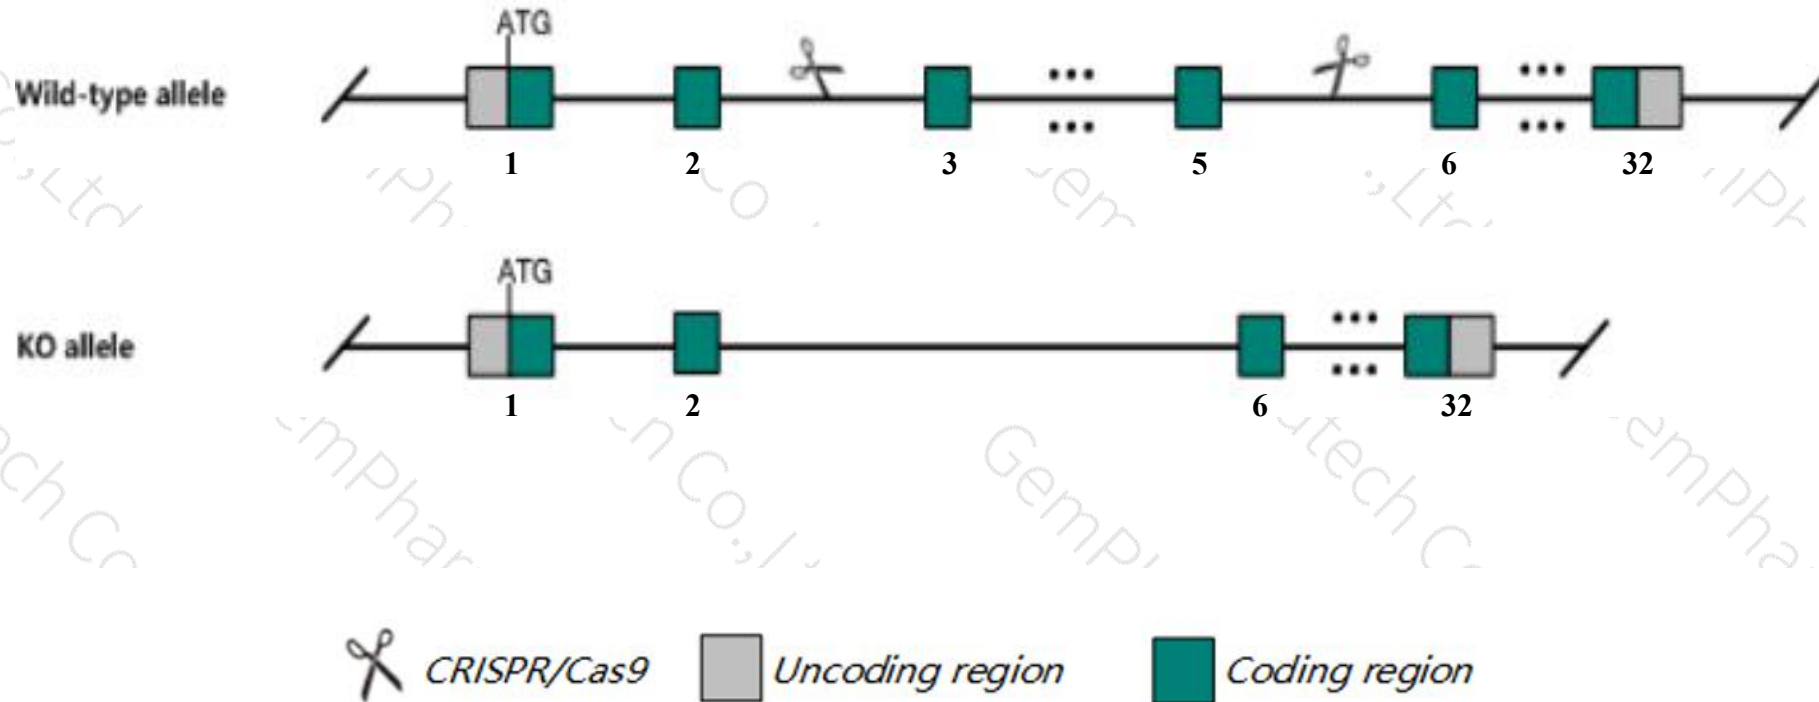 ATG
Wild-type allele
1 2 3 5 6 32
ATG
KO allele
1 2 6 32
CRISPR/Cas9 Uncoding region Coding region